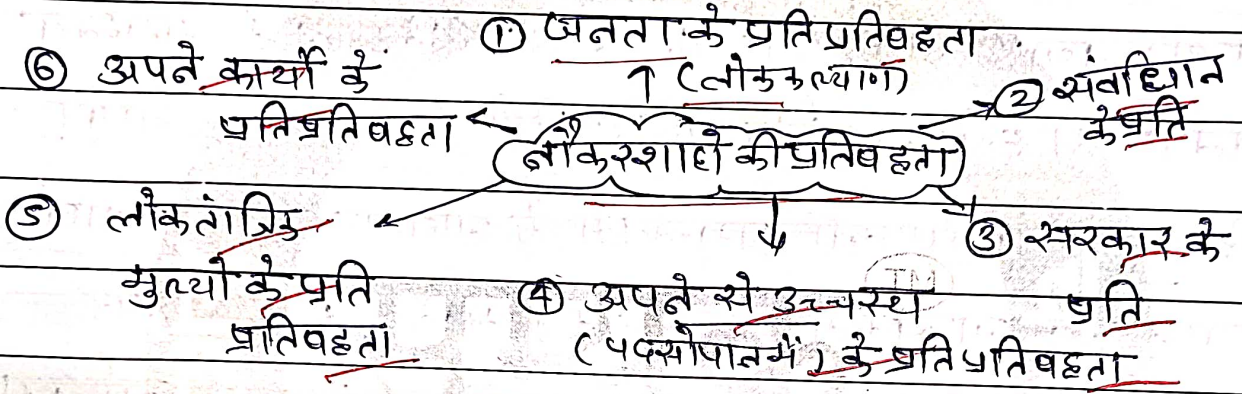 ① जनता के प्रति प्रतिबद्धता
(लोककल्याण)
② संवधिान
के प्रति
③ सरकार के
प्रति
④ अपने से उच्चस्थ
(पदसोपान में) के प्रति प्रतिबद्धता
⑤ लोकतांत्रिक
मुल्यों के प्रति
प्रतिबद्धता
⑥ अपने कार्यों के
प्रति प्रतिबद्धता
नौकरशाही की प्रतिबद्धता